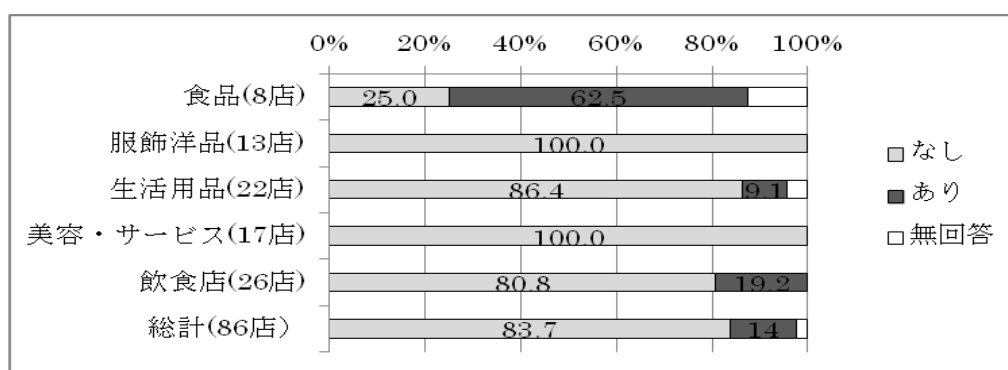 0% 20% 40% 60% 80% 100%
食品(8店) 25.0 62.5
服飾洋品(13店) 100.0
生活用品(22店) 86.4 9.1
美容・サービス(17店) 100.0
飲食店(26店) 80.8 19.2
総計(86店) 83.7 14
なし
あり
無回答